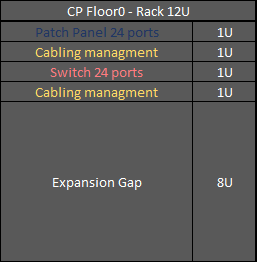 CP Floor0 - Rack 12U
Patch Panel 24 ports 1U
Cabling managment 1U
Switch 24 ports 1U
Cabling managment 1U
Expansion Gap 8U